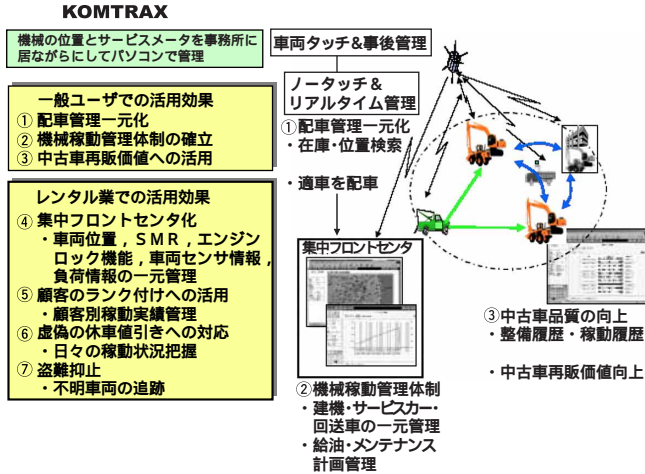 KOMTRAX
機械の位置とサービスメータを事務所に
居ながらにしてパソコンで管理
一般ユーザでの活用効果
① 配車管理一元化
② 機械稼動管理体制の確立
③ 中古車再販価値への活用
レンタル業での活用効果
④ 集中フロントセンタ化
・車両位置，ＳＭＲ，エンジン
ロック機能，車両センサ情報，
負荷情報の一元管理
⑤ 顧客のランク付けへの活用
・顧客別稼動実績管理
⑥ 虚偽の休車値引きへの対応
・日々の稼動状況把握
⑦ 盗難抑止
・不明車両の追跡
車両タッチ＆事後管理
ノータッチ＆
リアルタイム管理
①配車管理一元化
・在庫・位置検索
・適車を配車
集中フロントセンタ
②機械稼動管理体制
・建機・サービスカー・
回送車の一元管理
・給油・メンテナンス
計画管理
③中古車品質の向上
・整備履歴・稼動履歴
・中古車再販価値向上